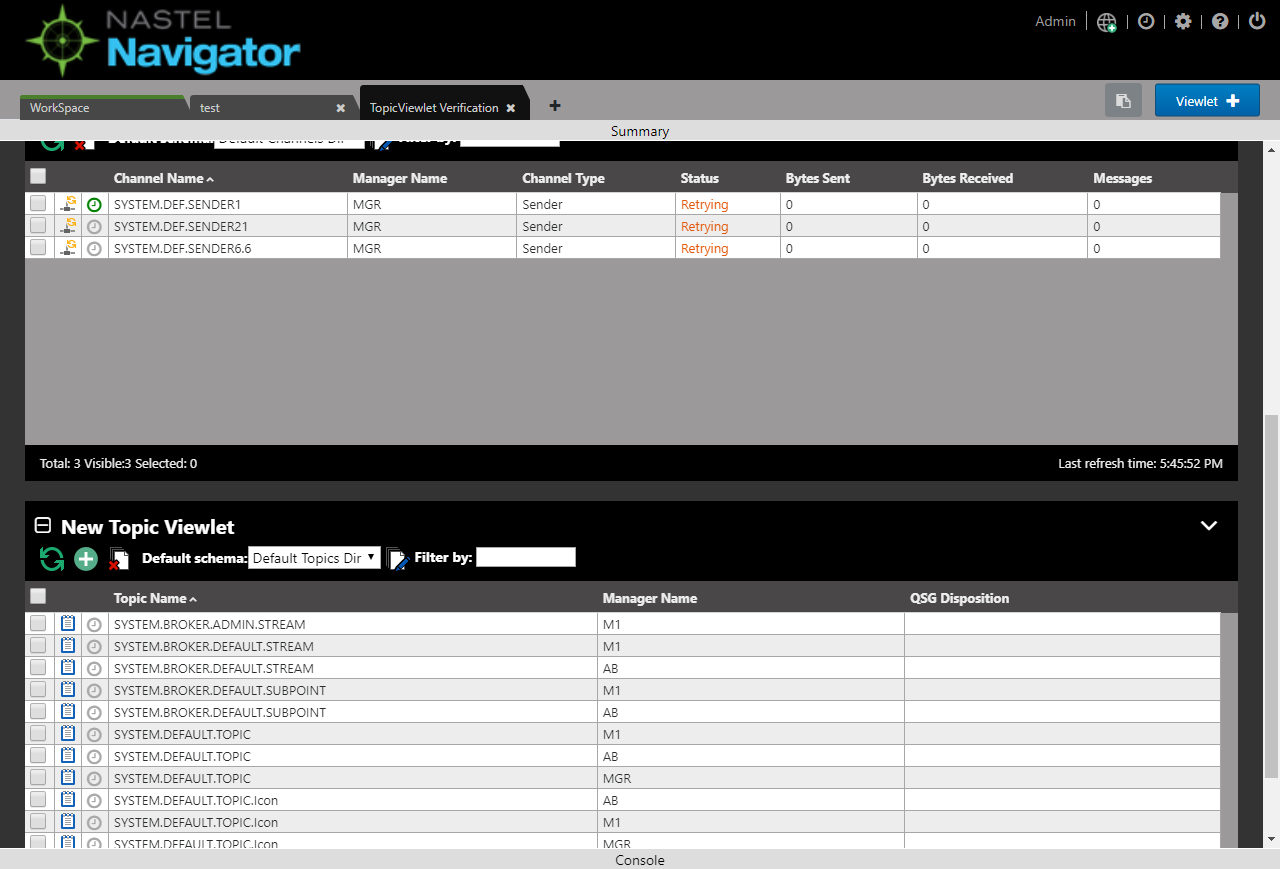 NASTEL
Navigator
Admin
WorkSpace
test
TopicViewlet Verification
Viewlet
Summary
Default schema: Default Channels Dir Filter by:
Channel Name Manager Name Channel Type Status Bytes Sent Bytes Received Messages
SYSTEM.DEF.SENDER1 MGR Sender Retrying 0 0 0
SYSTEM.DEF.SENDER21 MGR Sender Retrying 0 0 0
SYSTEM.DEF.SENDER6.6 MGR Sender Retrying 0 0 0
Total: 3 Visible:3 Selected: 0 Last refresh time: 5:45:52 PM
New Topic Viewlet
Default schema: Default Topics Dir Filter by:
Topic Name Manager Name QSG Disposition
SYSTEM.BROKER.ADMIN.STREAM M1
SYSTEM.BROKER.DEFAULT.STREAM M1
SYSTEM.BROKER.DEFAULT.STREAM AB
SYSTEM.BROKER.DEFAULT.SUBPOINT M1
SYSTEM.BROKER.DEFAULT.SUBPOINT AB
SYSTEM.DEFAULT.TOPIC M1
SYSTEM.DEFAULT.TOPIC AB
SYSTEM.DEFAULT.TOPIC MGR
SYSTEM.DEFAULT.TOPIC.Icon AB
SYSTEM.DEFAULT.TOPIC.Icon M1
SYSTEM.DEFAULT.TOPIC.Icon MGR
Console